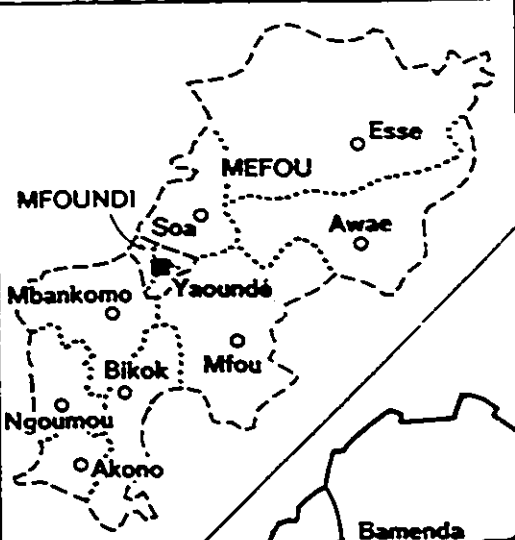 Esse
MEFOU
MFOUNDI
Soa
Awae
Yaoundé
Mbankomo
Mfou
Bikok
Ngoumou
Akono
Bamenda